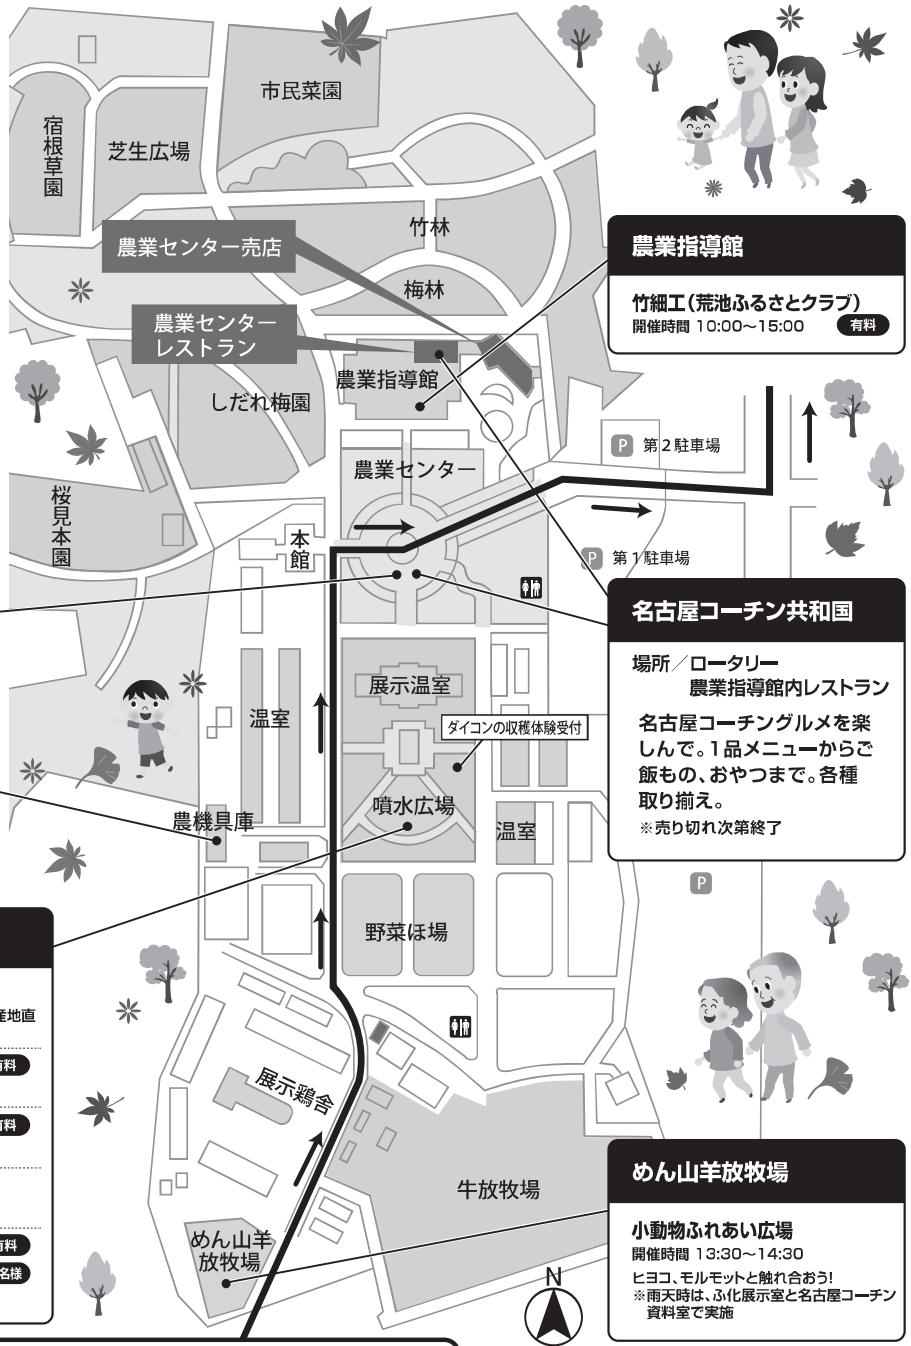 市民菜園
宿根草園
芝生広場
竹林
農業センター売店
梅林
農業センター
レストラン
農業指導館
しだれ梅園
農業指導館
竹細工（荒池ふるさとクラブ）
開催時間 10:00～15:00
有料
P 第2駐車場
農業センター
桜見本園
本館
P 第1駐車場
名古屋コーチン共和国
場所／ロータリー
農業指導館内レストラン
名古屋コーチングルメを楽
しんで。1品メニューからご
飯もの、おやつまで。各種
取り揃え。
※売り切れ次第終了
展示温室
温室
ダイコンの収穫体験受付
噴水広場
農機具庫
温室
P
野菜ほ場
産地直
有料
有料
有料
名様
展示鶏舎
牛放牧場
めん山羊
放牧場
N
めん山羊放牧場
小動物ふれあい広場
開催時間 13:30～14:30
ヒヨコ、モルモットと触れ合おう!
※雨天時は、ふ化展示室と名古屋コーチン
資料室で実施